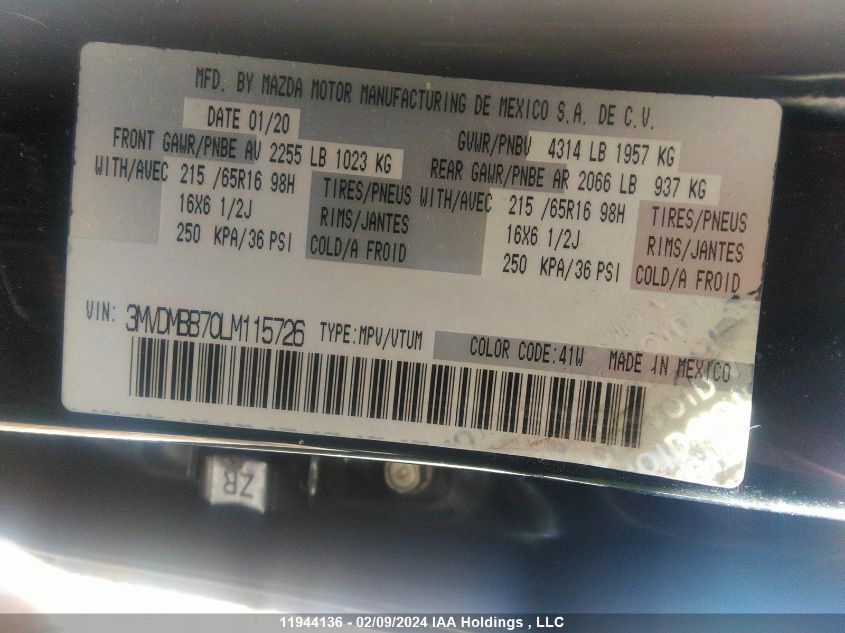 MFD. BY MAZDA MOTOR MANUFACTURING DE MEXICO S.A. DE C.V.
DATE 01/20 GVWR/PNBV 4314 LB 1957 KG
FRONT GAWR/PNBE AV 2255 LB 1023 KG REAR GAWR/PNBE AR 2066 LB 937 KG
WITH/AVEC 215 /65R16 98H TIRES/PNEUS WITH/AVEC 215 /65R16 98H TIRES/PNEUS
16X6 1/2J RIMS/JANTES 16X6 1/2J RIMS/JANTES
250 KPA/36 PSI COLD/A FROID 250 KPA/36 PSI COLD/A FROID
VIN: 3MVDMBB70LM115726 TYPE:MPV/VTUM COLOR CODE:41W MADE IN MEXICO
VOID
VOID
ZR
11944136 - 02/09/2024 IAA Holdings , LLC